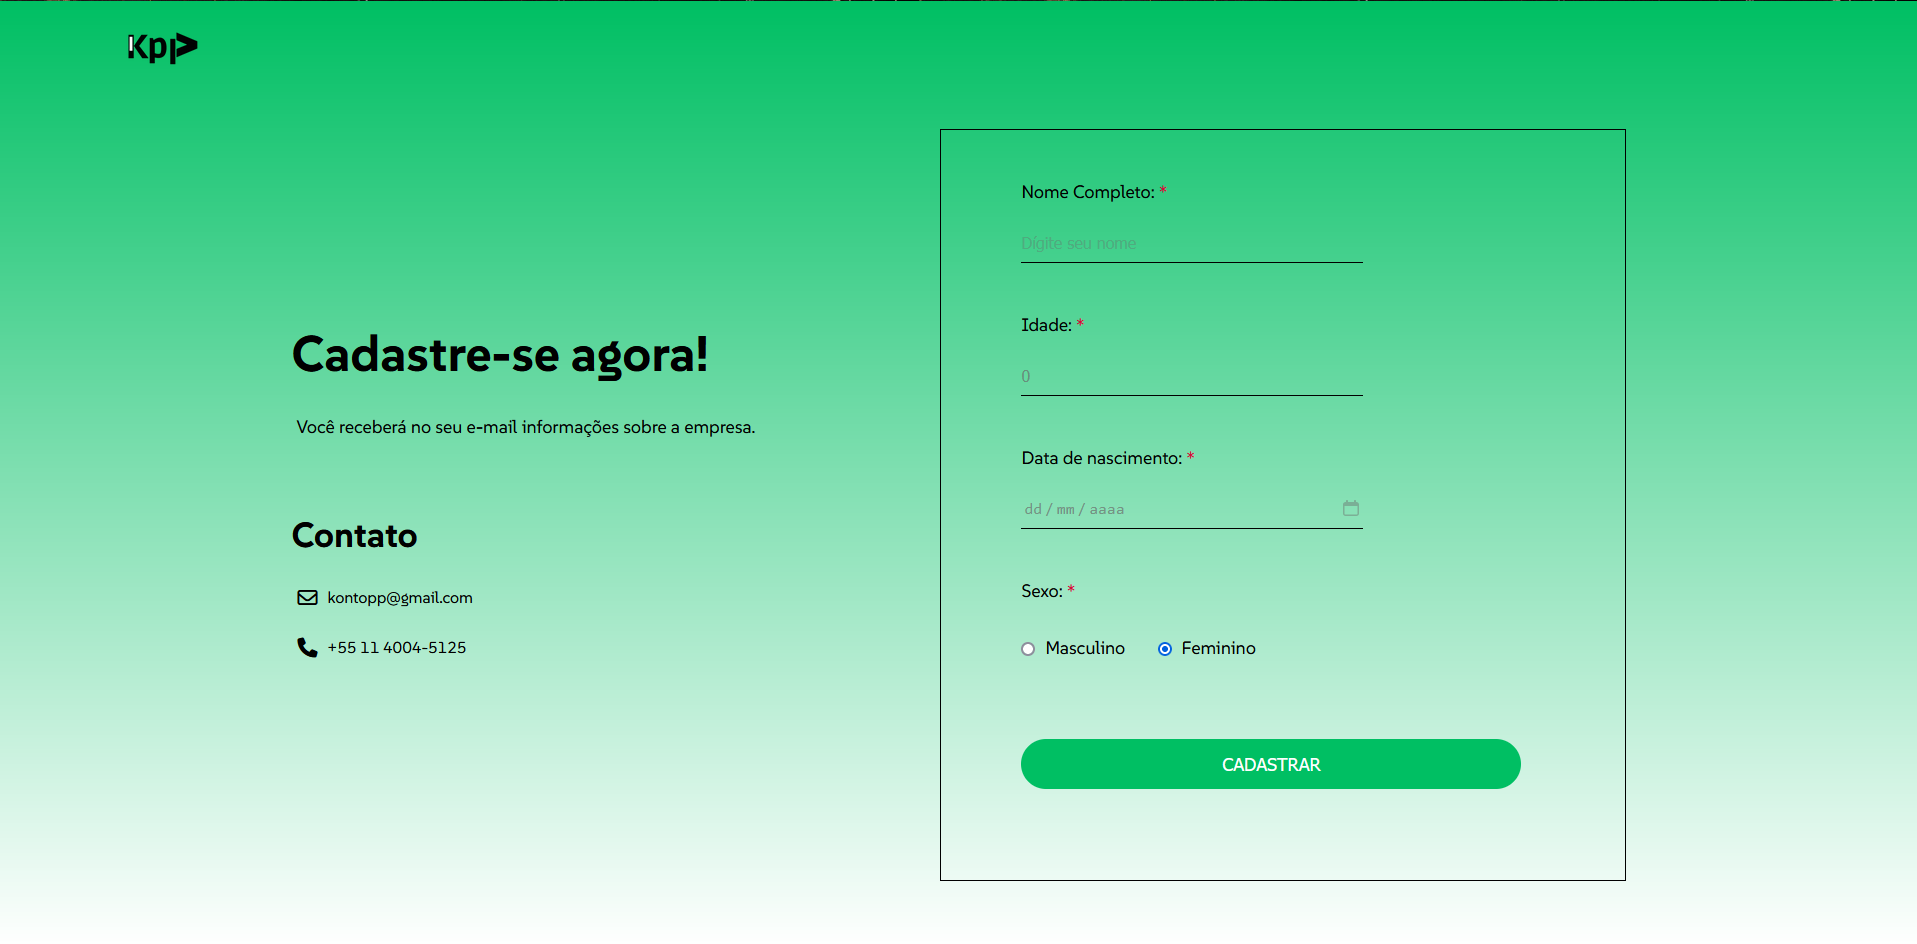 Kpp
Cadastre-se agora!
Você receberá no seu e-mail informações sobre a empresa.
Contato
kontopp@gmail.com
+55 11 4004-5125
Nome Completo: *
Digite seu nome
Idade: *
0
Data de nascimento: *
dd / mm / aaaa
Sexo: *
Masculino Feminino
CADASTRAR